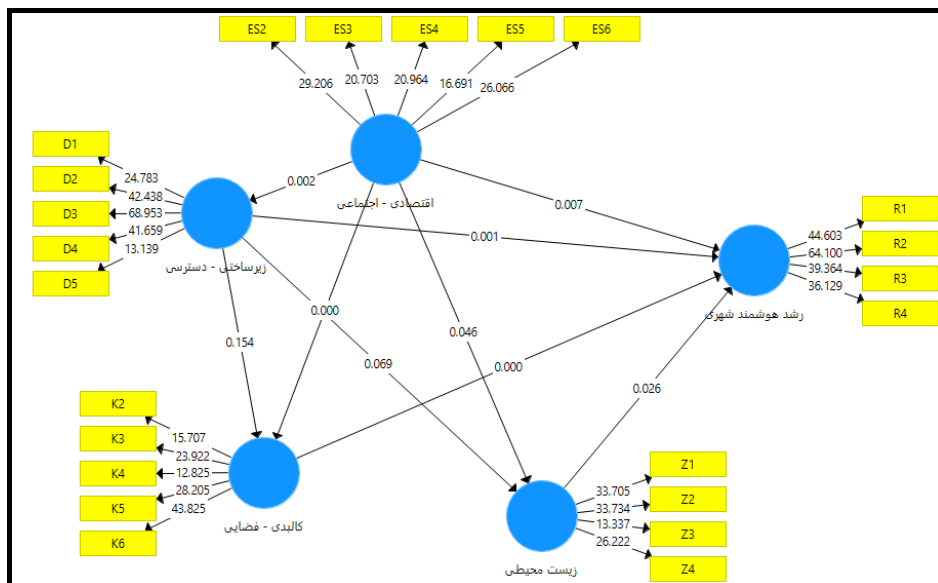 ES2 ES3 ES4 ES5 ES6
29.206 20.703 20.964 16.691 26.066
اقتصادی - اجتماعی
D1
D2
D3
D4
D5
24.783
42.438
68.953
41.659
13.139
زیرساختی - دسترسی
0.002
0.007
0.001
R1
R2
R3
R4
44.603
64.100
39.364
36.129
رشد هوشمند شهری
0.154
0.000
0.069
0.046
0.000
0.026
K2
K3
K4
K5
K6
15.707
23.922
12.825
28.205
43.825
کالبدی - فضایی
Z1
Z2
Z3
Z4
33.705
33.734
13.337
26.222
زیست محیطی